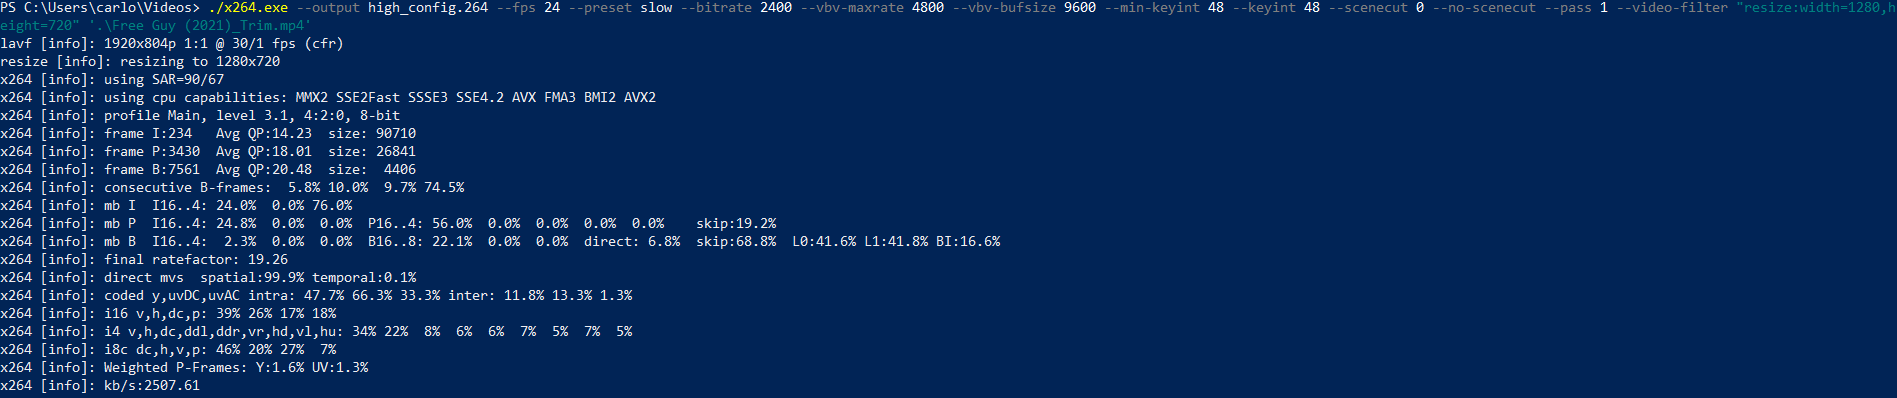 PS C:\Users\carlo\Videos> ./x264.exe --output high_config.264 --fps 24 --preset slow --bitrate 2400 --vbv-maxrate 4800 --vbv-bufsize 9600 --min-keyint 48 --keyint 48 --scenecut 0 --no-scenecut --pass 1 --video-filter "resize:width=1280,h
eight=720" '.\Free Guy (2021)_Trim.mp4'
lavf [info]: 1920x804p 1:1 @ 30/1 fps (cfr)
resize [info]: resizing to 1280x720
x264 [info]: using SAR=90/67
x264 [info]: using cpu capabilities: MMX2 SSE2Fast SSSE3 SSE4.2 AVX FMA3 BMI2 AVX2
x264 [info]: profile Main, level 3.1, 4:2:0, 8-bit
x264 [info]: frame I:234   Avg QP:14.23  size: 90710
x264 [info]: frame P:3430  Avg QP:18.01  size: 26841
x264 [info]: frame B:7561  Avg QP:20.48  size:  4406
x264 [info]: consecutive B-frames:  5.8% 10.0%  9.7% 74.5%
x264 [info]: mb I  I16..4: 24.0%  0.0% 76.0%
x264 [info]: mb P  I16..4: 24.8%  0.0%  0.0%  P16..4: 56.0%  0.0%  0.0%  0.0%  0.0%    skip:19.2%
x264 [info]: mb B  I16..4:  2.3%  0.0%  0.0%  B16..8: 22.1%  0.0%  0.0%  direct: 6.8%  skip:68.8%  L0:41.6% L1:41.8% BI:16.6%
x264 [info]: final ratefactor: 19.26
x264 [info]: direct mvs  spatial:99.9% temporal:0.1%
x264 [info]: coded y,uvDC,uvAC intra: 47.7% 66.3% 33.3% inter: 11.8% 13.3% 1.3%
x264 [info]: i16 v,h,dc,p: 39% 26% 17% 18%
x264 [info]: i4 v,h,dc,ddl,ddr,vr,hd,vl,hu: 34% 22%  8%  6%  6%  7%  5%  7%  5%
x264 [info]: i8c dc,h,v,p: 46% 20% 27%  7%
x264 [info]: Weighted P-Frames: Y:1.6% UV:1.3%
x264 [info]: kb/s:2507.61